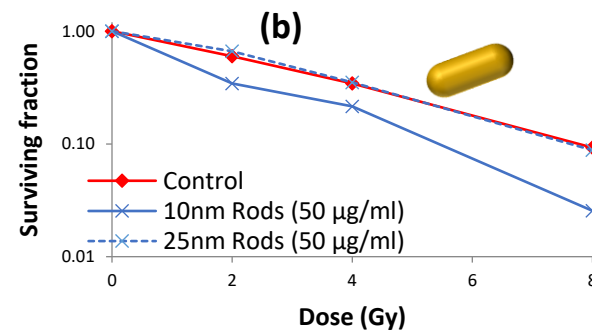 (b)
1.00
0.10
0.01
Surviving fraction
Control
10nm Rods (50 µg/ml)
25nm Rods (50 µg/ml)
0 2 4 6 8
Dose (Gy)